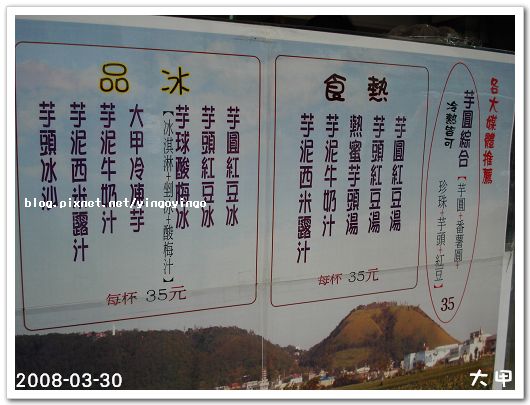 各大媒體推薦
芋圓綜合
冷熱皆可
【芋圓+番薯圓+
珍珠+芋頭+紅豆】
35
熱食
芋圓紅豆湯
芋頭紅豆湯
熱蜜芋頭湯
芋泥牛奶汁
芋泥西米露汁
每杯 35元
冰品
芋圓紅豆冰
芋頭紅豆冰
芋球酸梅冰
【冰淇淋+剉冰+酸梅汁】
大甲冷凍芋
芋泥牛奶汁
芋泥西米露汁
芋頭冰沙
每杯 35元
blog.pixnet.net/yingoyingo
2008-03-30
大甲